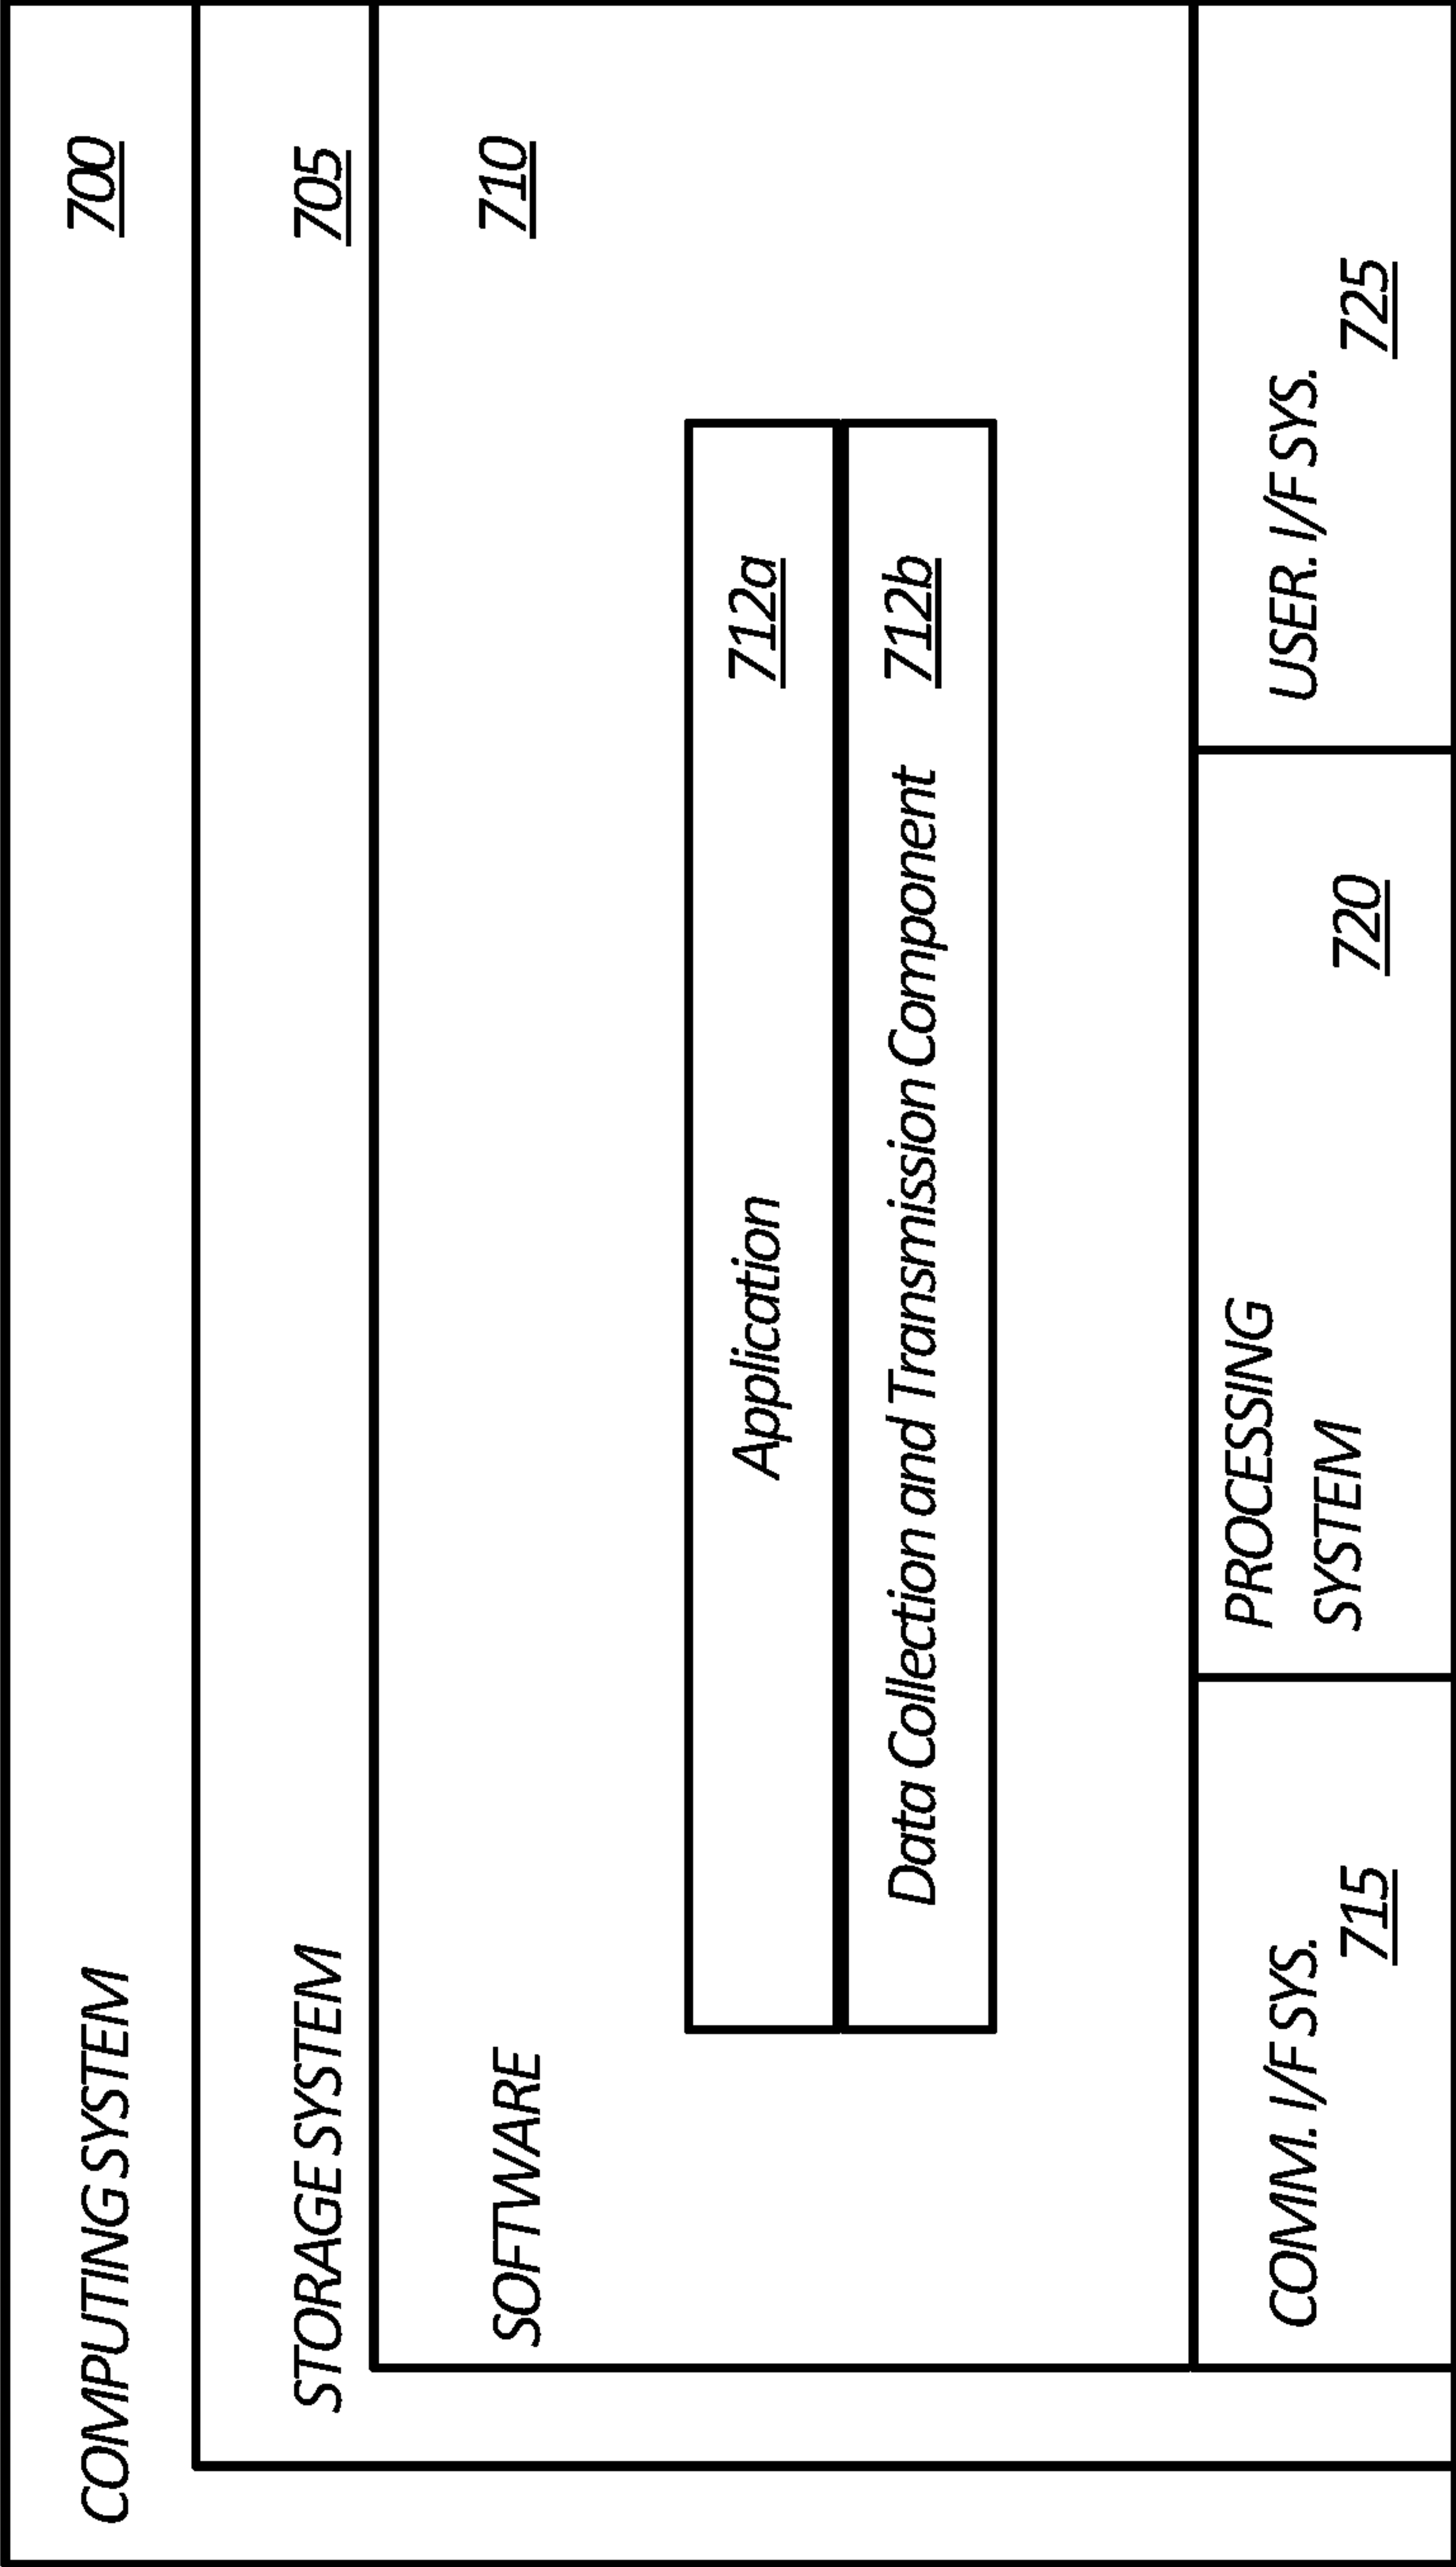 COMPUTING SYSTEM 700
STORAGE SYSTEM 705
SOFTWARE 710
Application 712a
Data Collection and Transmission Component 712b
COMM. I/F SYS.
715
PROCESSING
SYSTEM
720
USER. I/F SYS.
725